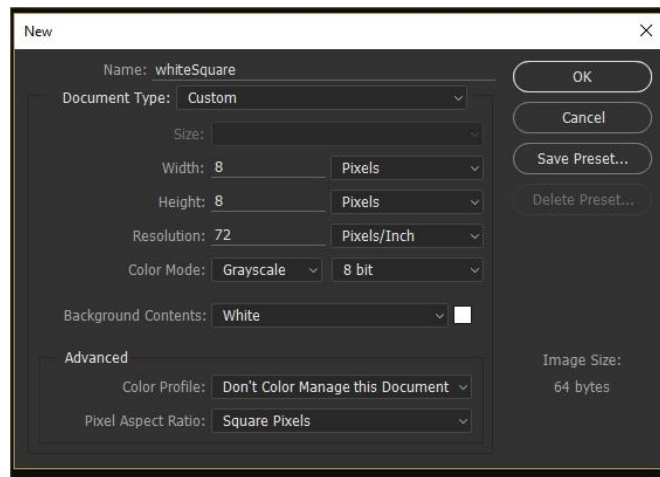 New
Name: whiteSquare
OK
Document Type: Custom
Cancel
Size:
Width: 8 Pixels
Save Preset...
Height: 8 Pixels
Delete Preset...
Resolution: 72 Pixels/Inch
Color Mode: Grayscale 8 bit
Background Contents: White
Advanced
Image Size:
Color Profile: Don't Color Manage this Document
64 bytes
Pixel Aspect Ratio: Square Pixels